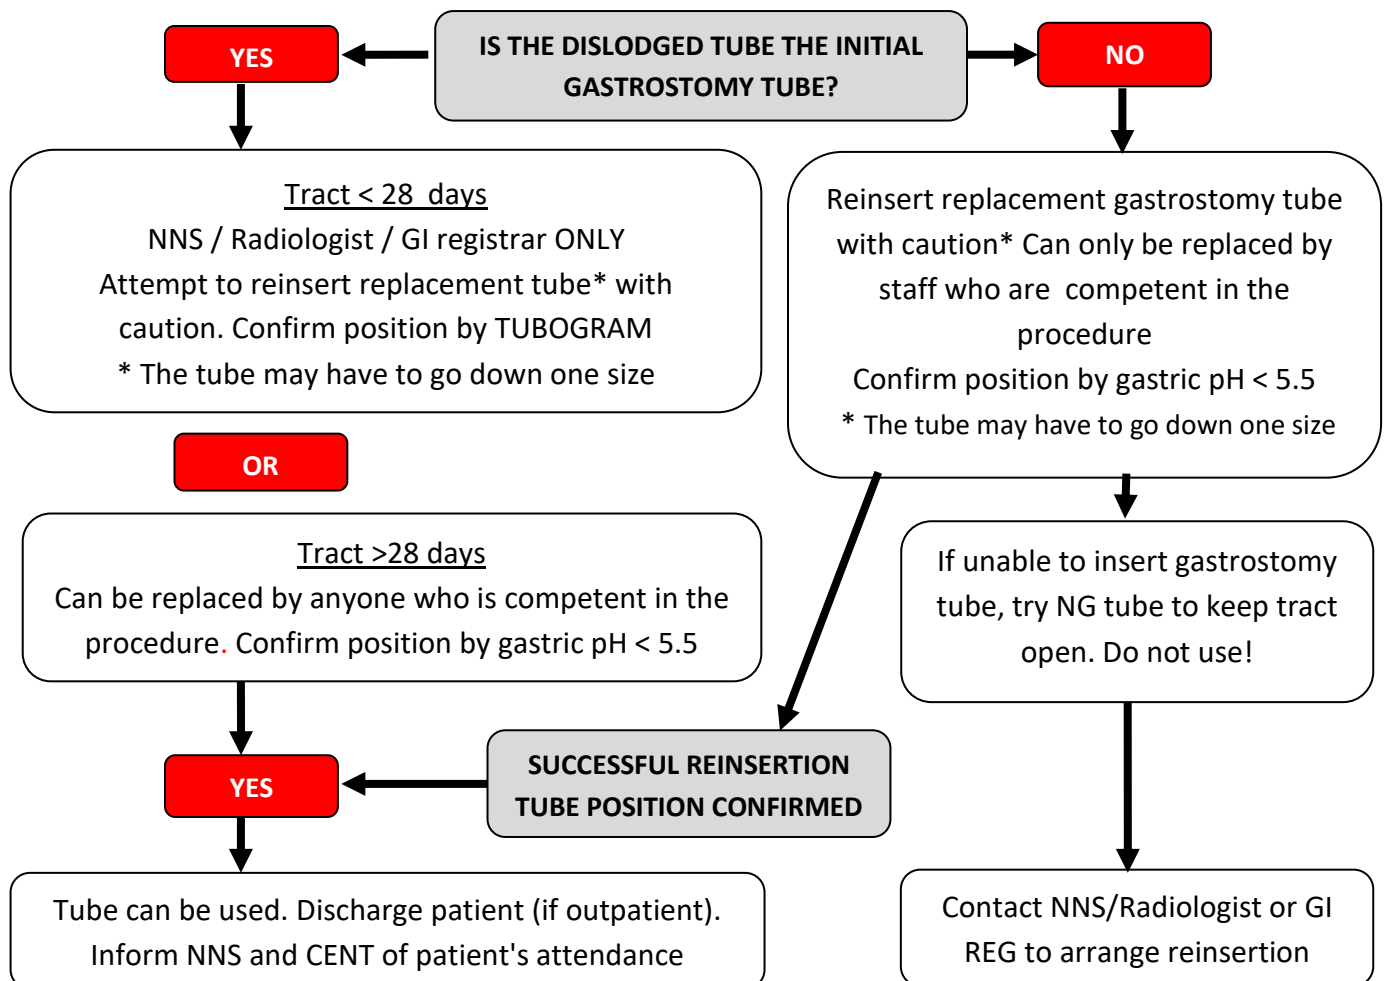 IS THE DISLODGED TUBE THE INITIAL
GASTROSTOMY TUBE?
YES
NO
Tract < 28 days
NNS / Radiologist / GI registrar ONLY
Attempt to reinsert replacement tube* with
caution. Confirm position by TUBOGRAM
* The tube may have to go down one size
OR
Tract >28 days
Can be replaced by anyone who is competent in the
procedure. Confirm position by gastric pH < 5.5
Reinsert replacement gastrostomy tube
with caution* Can only be replaced by
staff who are competent in the
procedure
Confirm position by gastric pH < 5.5
* The tube may have to go down one size
If unable to insert gastrostomy
tube, try NG tube to keep tract
open. Do not use!
SUCCESSFUL REINSERTION
TUBE POSITION CONFIRMED
YES
Tube can be used. Discharge patient (if outpatient).
Inform NNS and CENT of patient's attendance
Contact NNS/Radiologist or GI
REG to arrange reinsertion